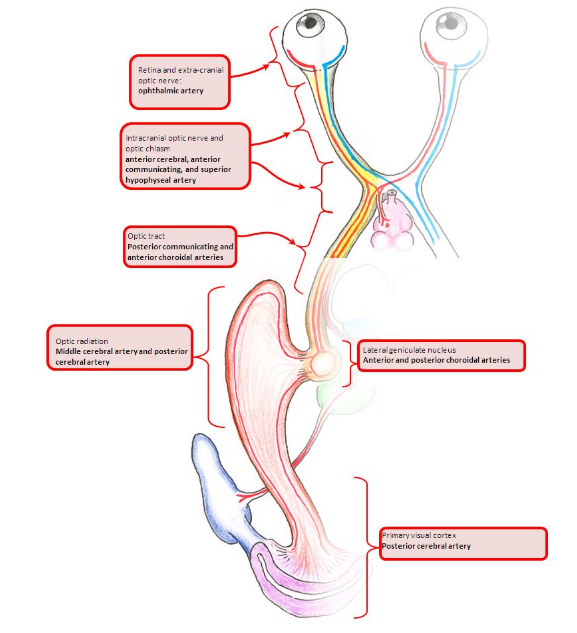 Retina and extra-cranial
optic nerve:
ophthalmic artery
Intracranial optic nerve and
optic chiasm
anterior cerebral, anterior
communicating, and superior
hypophyseal artery
Optic tract
Posterior communicating and
anterior choroidal arteries
Optic radiation
Middle cerebral artery and posterior
cerebral artery
Lateral geniculate nucleus
Anterior and posterior choroidal arteries
Primary visual cortex
Posterior cerebral artery